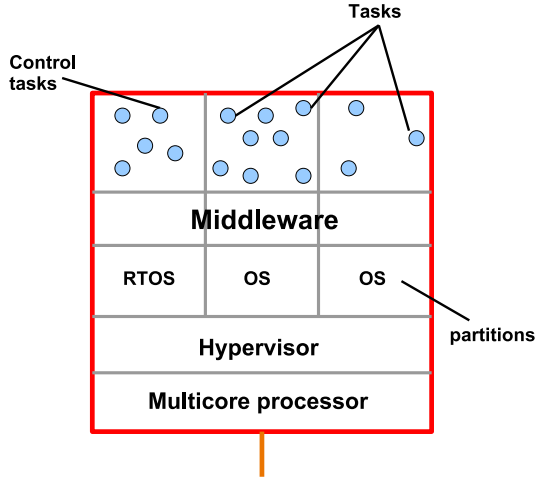 Tasks
Control
tasks
Middleware
RTOS
OS
OS
partitions
Hypervisor
Multicore processor